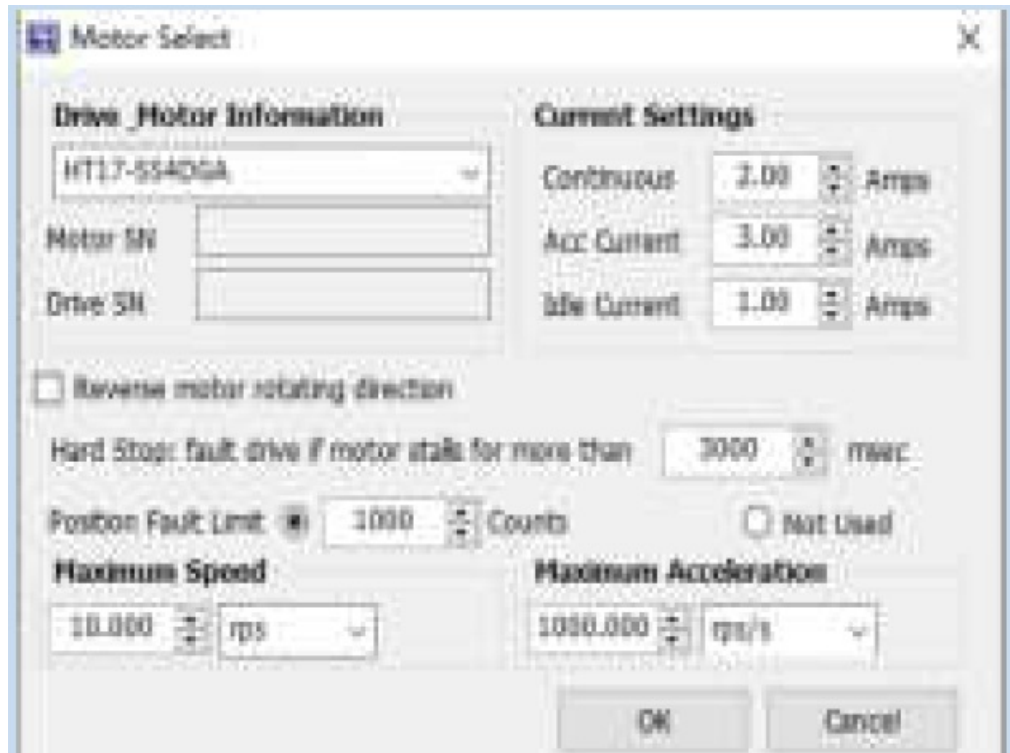 Motor Select
Drive _Motor Information
HT17-554DGA
Motor SN
Drive SN
Current Settings
Continuous 2.00 Amps
Acc Current 3.00 Amps
Idle Current 1.00 Amps
Reverse motor rotating direction
Hard Stop: fault drive if motor stalls for more than 3000 msec
Position Fault Limit 1000 Counts Not Used
Maximum Speed
10.000 rps
Maximum Acceleration
1000.000 rps/s
OK Cancel